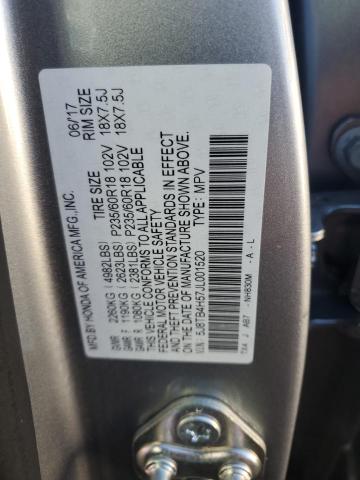 MFD.BY HONDA OF AMERICA MFG., INC. 06/17
TIRE SIZE RIM SIZE
GVWR 2260KG ( 4982LBS) P235/60R18 102V 18X7.5J
GAWR F 1190KG ( 2623LBS) P235/60R18 102V 18X7.5J
GAWR R 1080KG ( 2381LBS)
THIS VEHICLE CONFORMS TO ALL APPLICABLE
FEDERAL MOTOR VEHICLE SAFETY
AND THEFT PREVENTION STANDARDS IN EFFECT
ON THE DATE OF MANUFACTURE SHOWN ABOVE.
V.I.N.: 5J8TB4H57JL001520 TYPE: MPV
TX4 J AB7 - NH830M - A - L